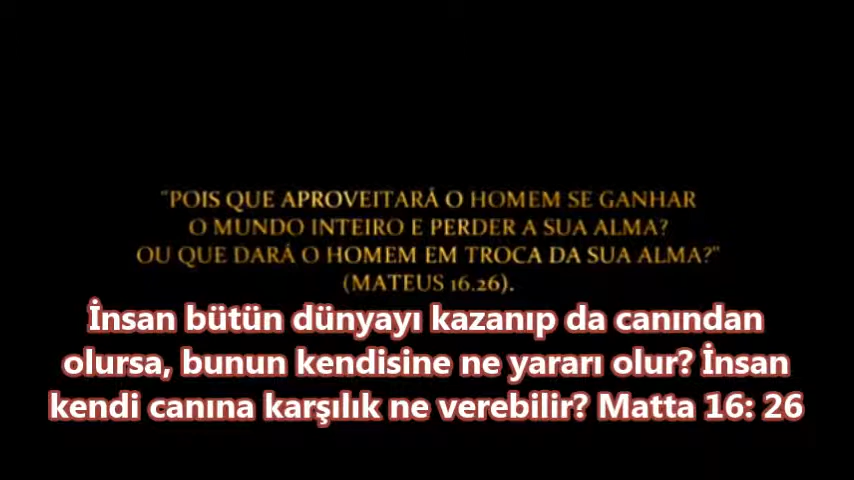 "POIS QUE APROVEITARÁ O HOMEM SE GANHAR
O MUNDO INTEIRO E PERDER A SUA ALMA?
OU QUE DARÁ O HOMEM EM TROCA DA SUA ALMA?"
(MATEUS 16.26).
İnsan bütün dünyayı kazanıp da canından
olursa, bunun kendisine ne yararı olur? İnsan
kendi canına karşılık ne verebilir? Matta 16: 26